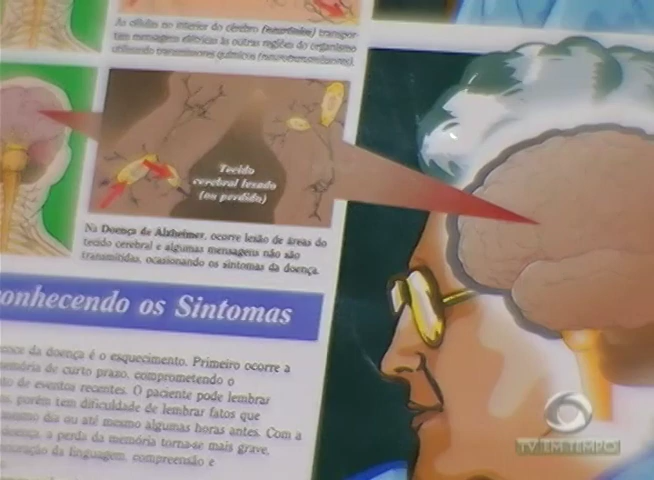 As células no interior do cérebro (neurônios) transpor-
tam mensagens elétricas às outras regiões do organismo
utilizando transmissores químicos (neurotransmissores).
Tecido
cerebral lesado
(ou perdido)
Na Doença de Alzheimer, ocorre lesão de áreas do
tecido cerebral e algumas mensagens não são
transmitidas, ocasionando os sintomas da doença.
onhecendo os Sintomas
da doença é o esquecimento. Primeiro ocorre a
memória de curto prazo, comprometendo o
de eventos recentes. O paciente pode lembrar
porém tem dificuldade de lembrar fatos que
mesmo dia ou até mesmo algumas horas antes. Com a
doença, a perda da memória torna-se mais grave,
da linguagem, compreensão e
TV EM TEMPO